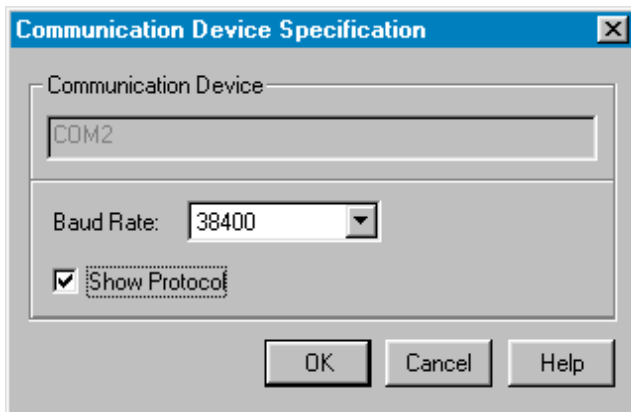 Communication Device Specification
Communication Device
COM2
Baud Rate: 38400
Show Protocol
OK Cancel Help